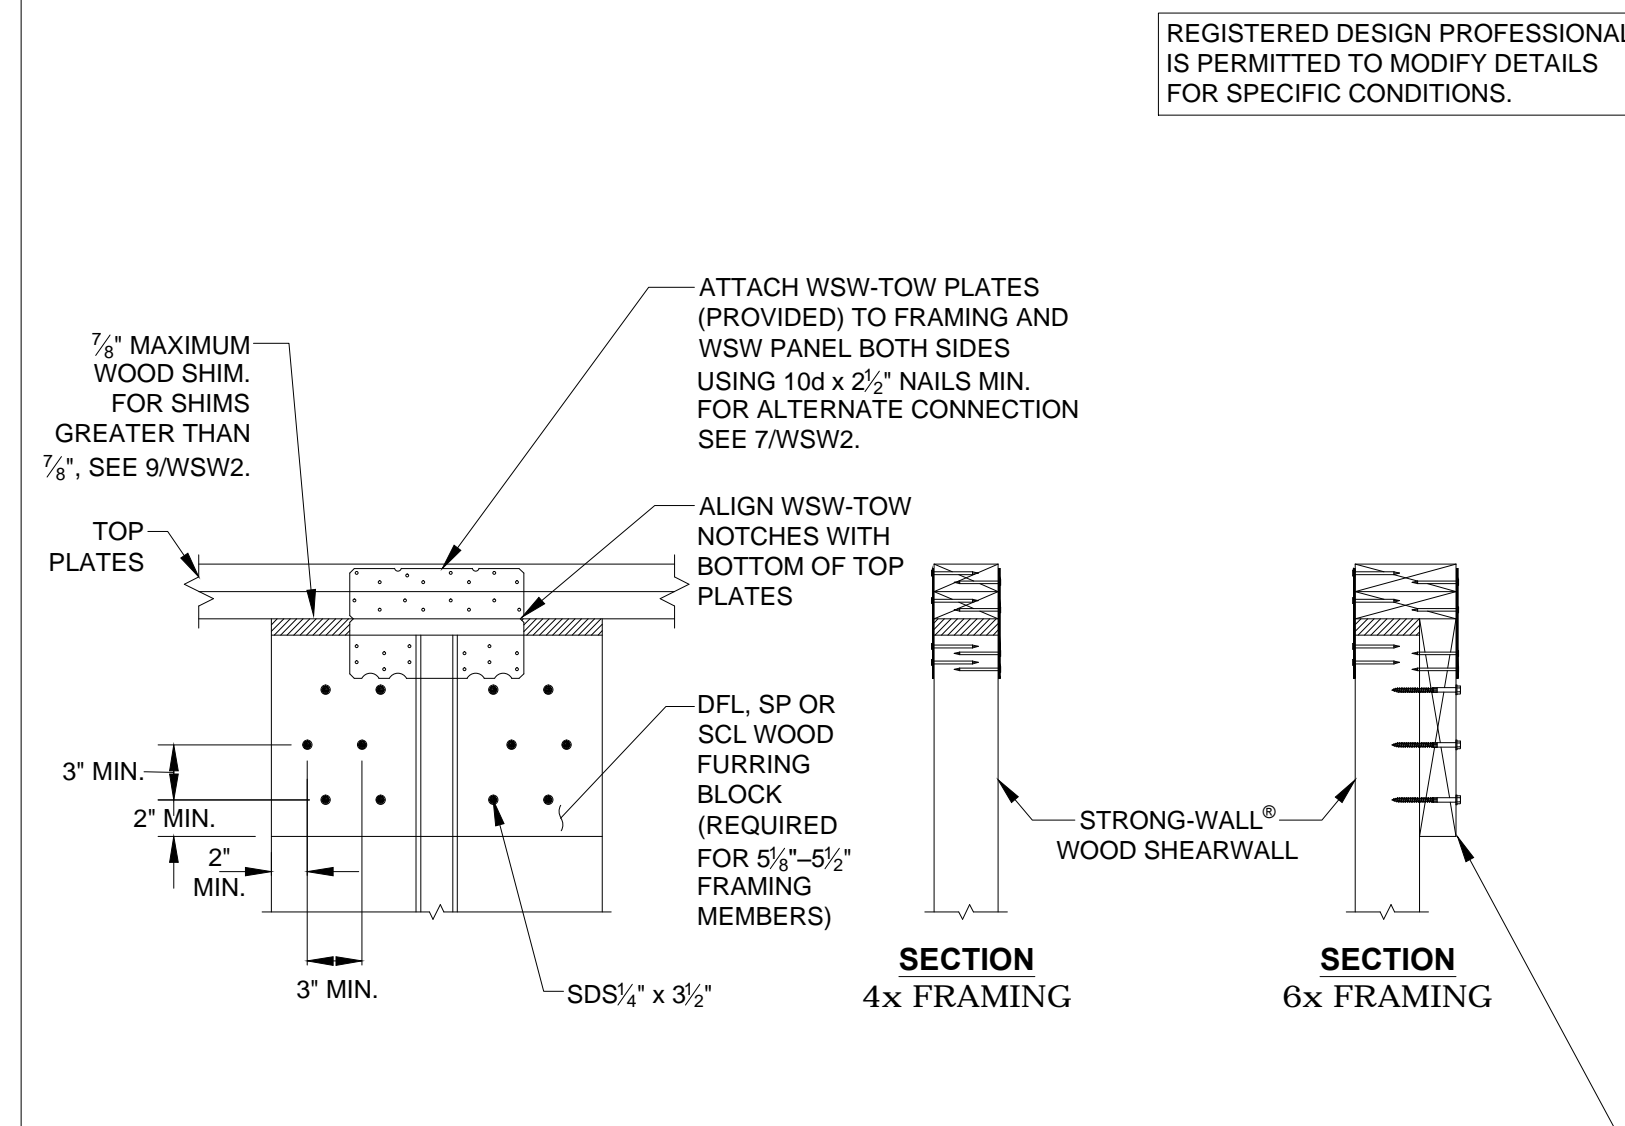 REGISTERED DESIGN PROFESSIONAL
IS PERMITTED TO MODIFY DETAILS
FOR SPECIFIC CONDITIONS.
ATTACH WSW-TOW PLATES
(PROVIDED) TO FRAMING AND
WSW PANEL BOTH SIDES
USING 10d x 2½" NAILS MIN.
FOR ALTERNATE CONNECTION
SEE 7/WSW2.
⅞" MAXIMUM
WOOD SHIM.
FOR SHIMS
GREATER THAN
⅞", SEE 9/WSW2.
TOP
PLATES
ALIGN WSW-TOW
NOTCHES WITH
BOTTOM OF TOP
PLATES
DFL, SP OR
SCL WOOD
FURRING
BLOCK
(REQUIRED
FOR 5⅛"–5½"
FRAMING
MEMBERS)
3" MIN.
2" MIN.
2"
MIN.
3" MIN.
SDS¼" x 3½"
STRONG-WALL®
WOOD SHEARWALL
SECTION
4x FRAMING
SECTION
6x FRAMING